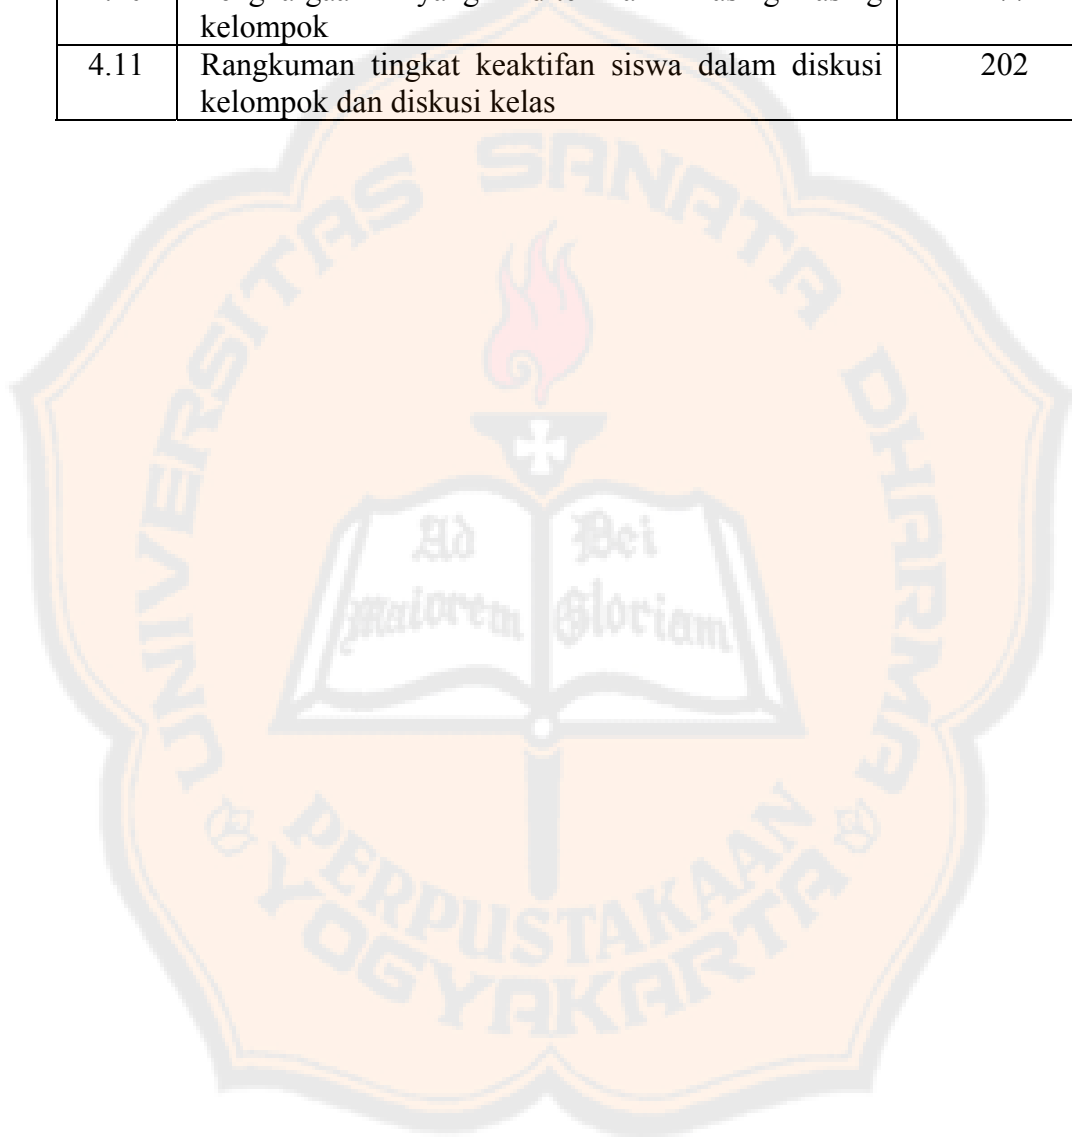 kelompok
4.11 Rangkuman tingkat keaktifan siswa dalam diskusi 202
kelompok dan diskusi kelas
UNIVERSITAS SANATA DHARMA
Ad Dei
Maiorem Gloriam
PERPUSTAKAAN
YOGYAKARTA